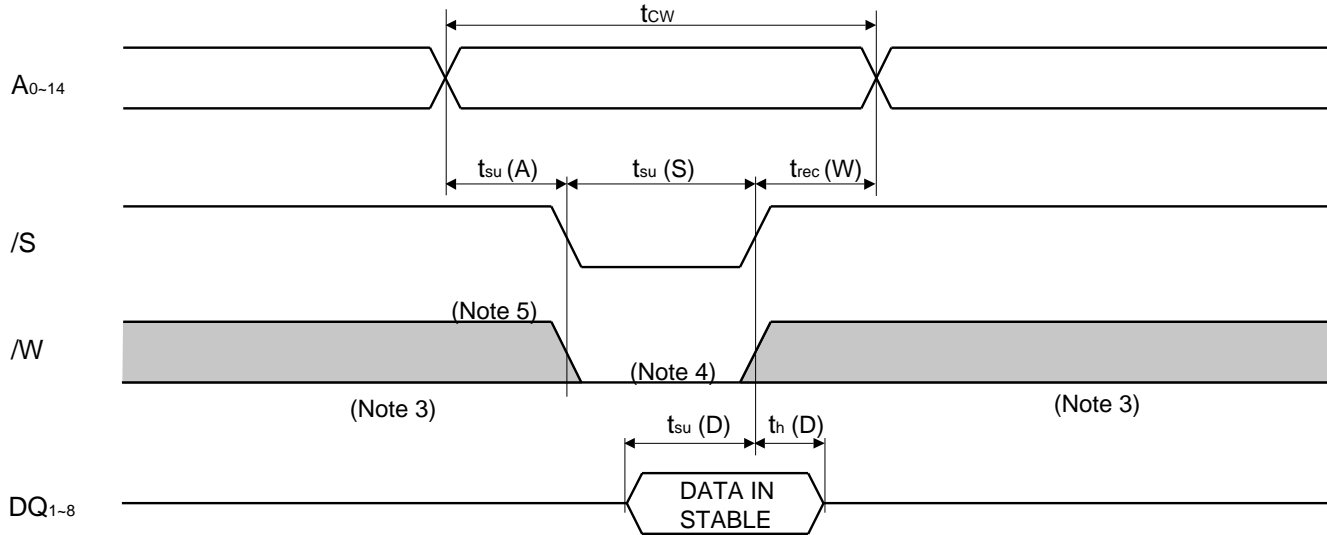 tCW
A0~14
tsu (A) tsu (S) trec (W)
/S
(Note 5)
/W
(Note 4)
(Note 3) (Note 3)
tsu (D) th (D)
DQ1~8
DATA IN
STABLE